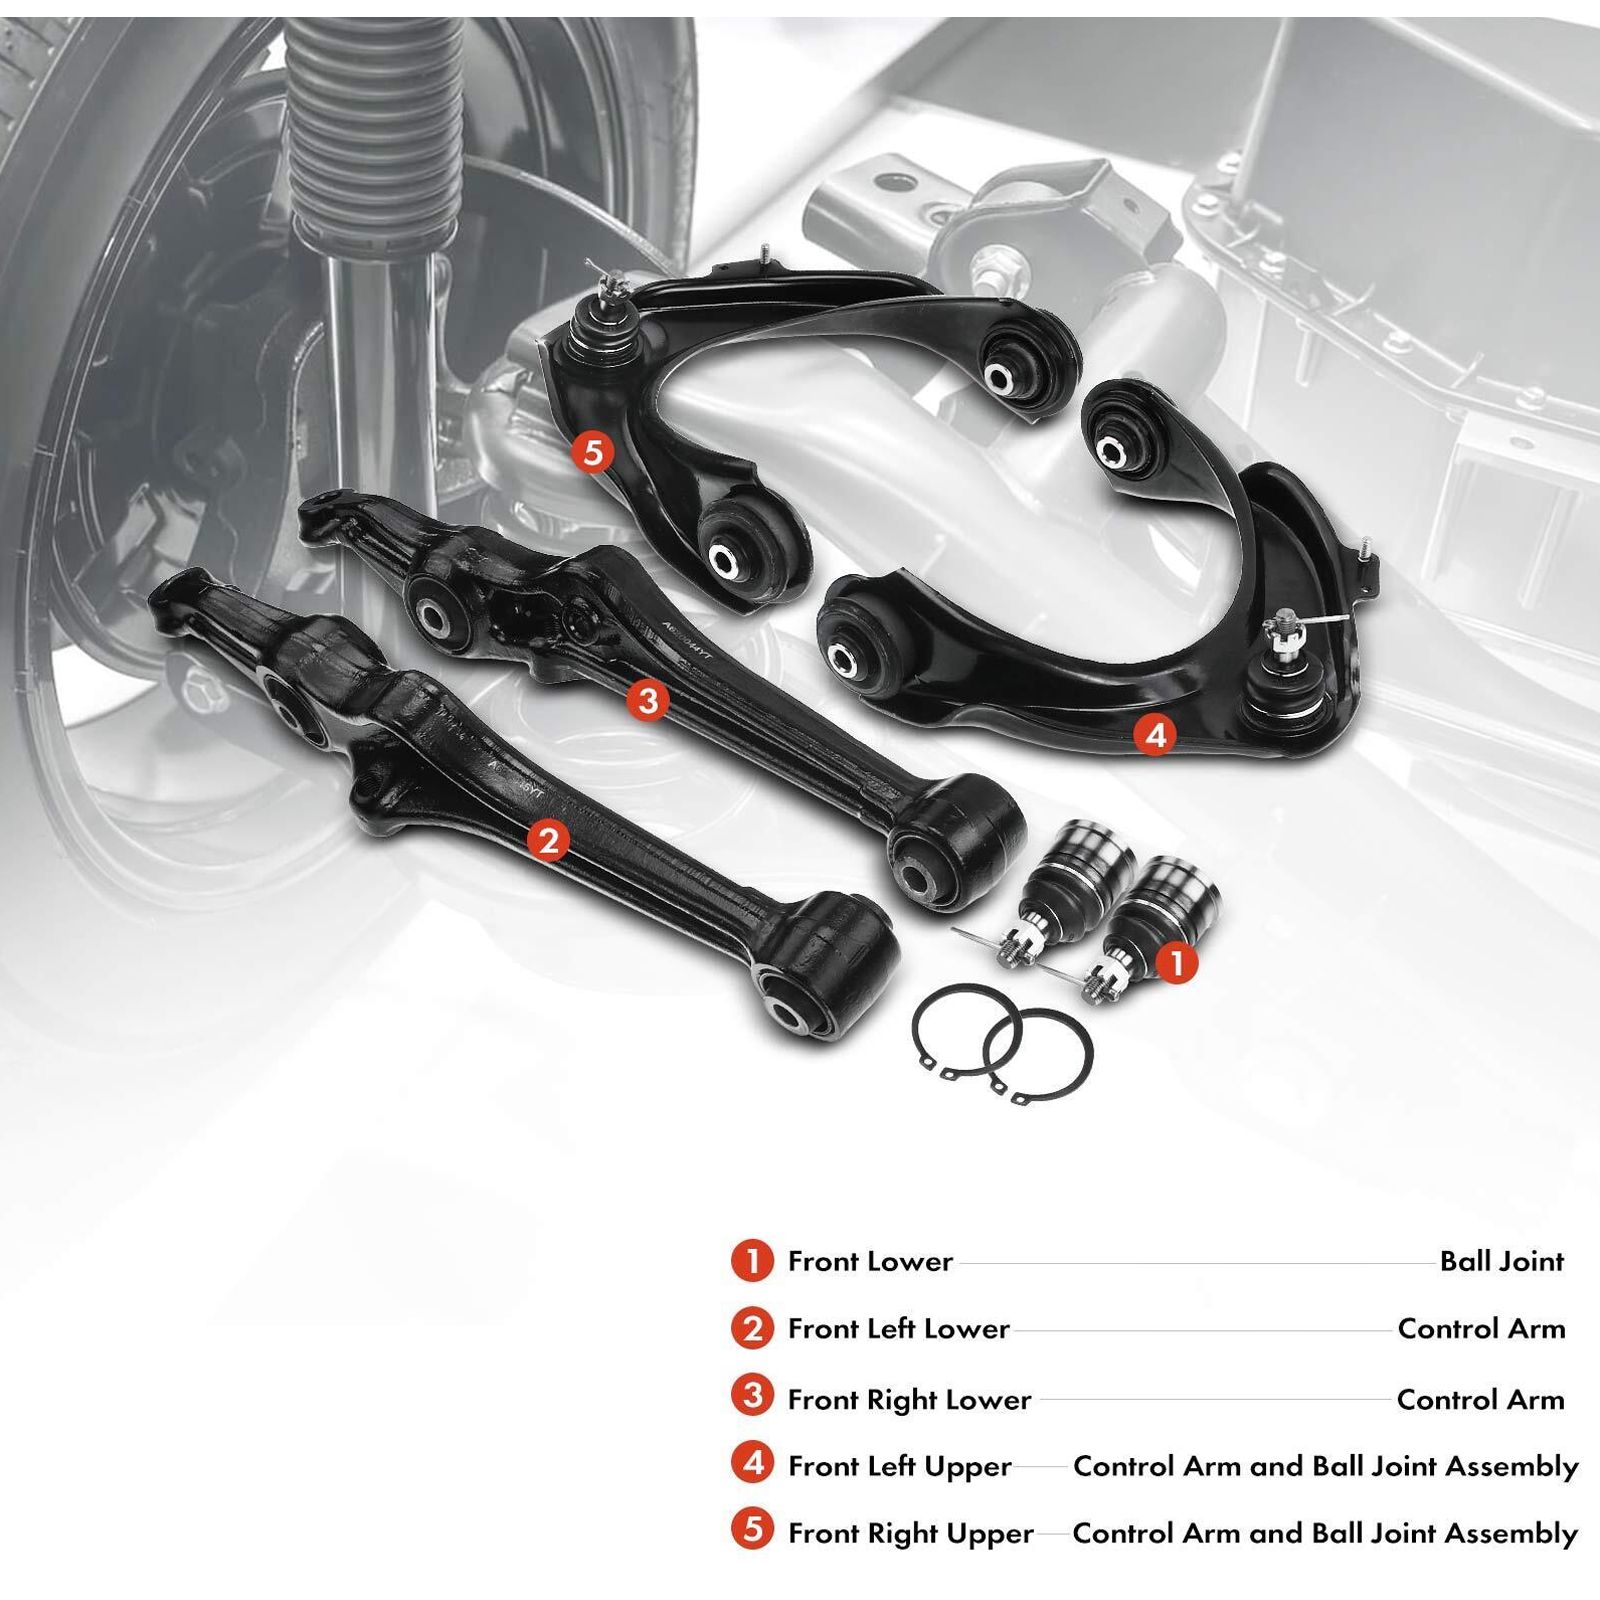 5
3
4
2
1
1 Front Lower Ball Joint
2 Front Left Lower Control Arm
3 Front Right Lower Control Arm
4 Front Left Upper Control Arm and Ball Joint Assembly
5 Front Right Upper Control Arm and Ball Joint Assembly